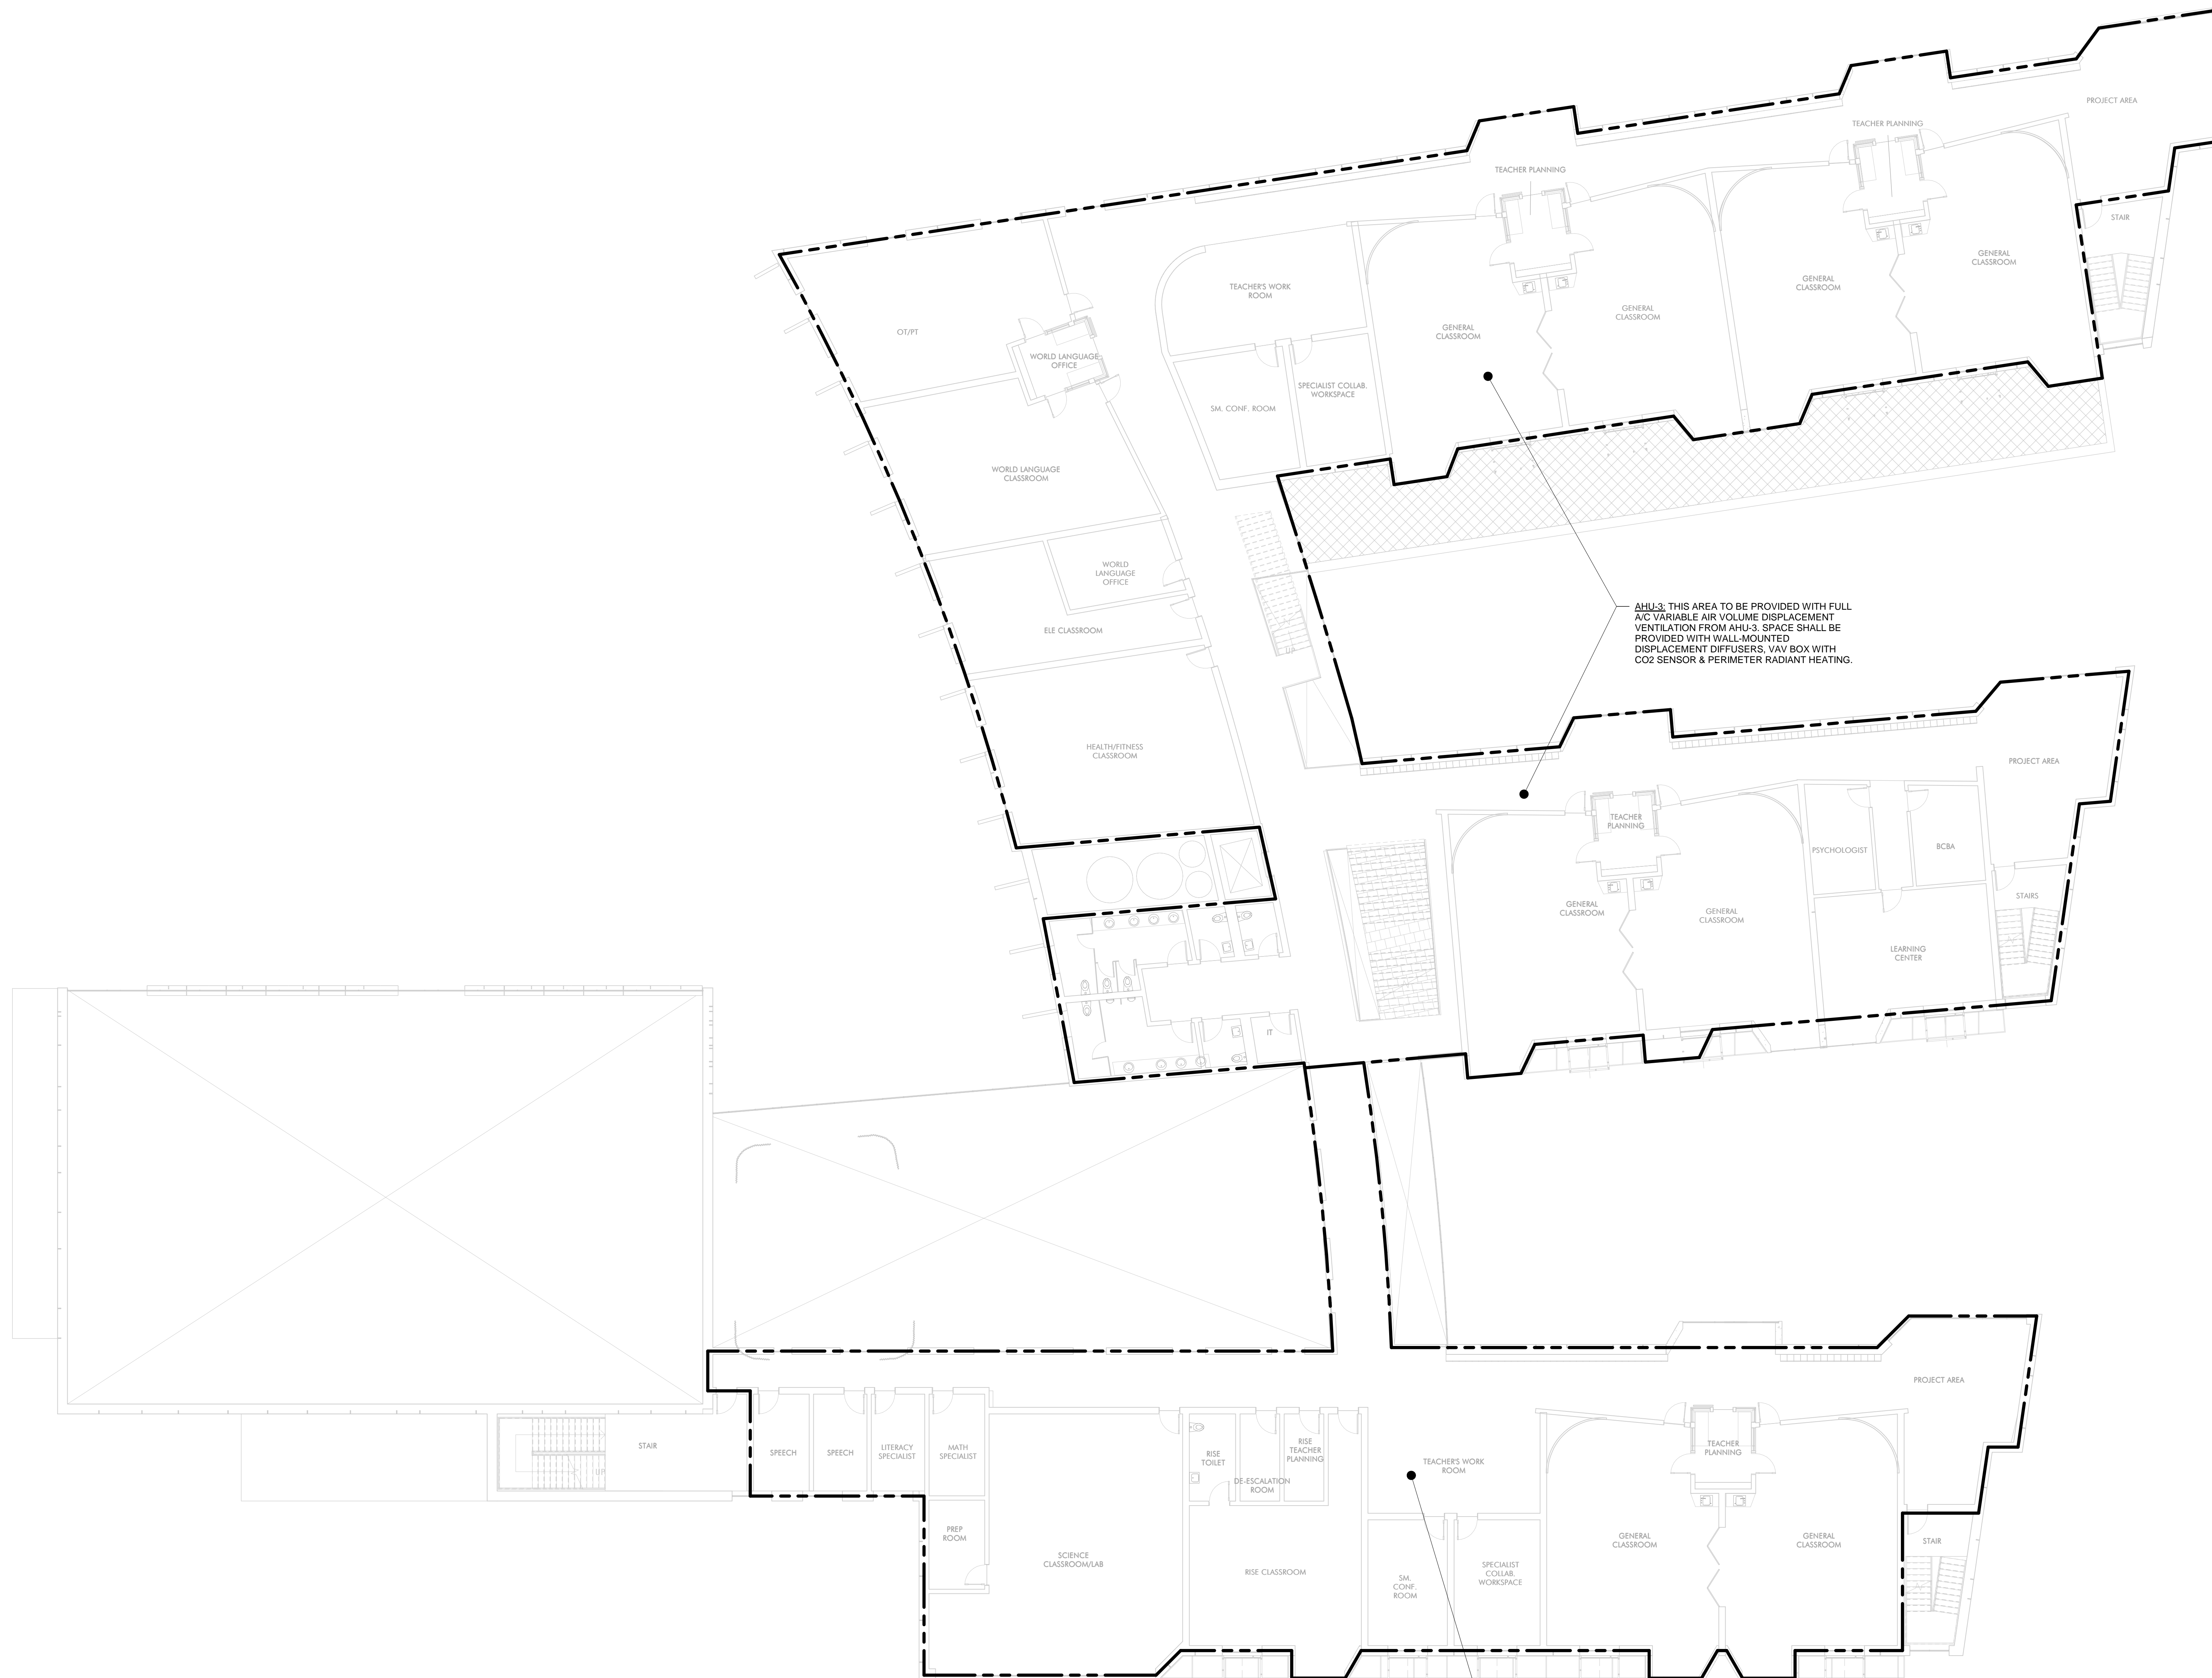 PROJECT AREA
TEACHER PLANNING
TEACHER PLANNING
STAIR
GENERAL
CLASSROOM
GENERAL
CLASSROOM
TEACHER'S WORK
ROOM
GENERAL
CLASSROOM
GENERAL
CLASSROOM
OT/PT
WORLD LANGUAGE
OFFICE
SPECIALIST COLLAB.
WORKSPACE
SM. CONF. ROOM
WORLD LANGUAGE
CLASSROOM
WORLD
LANGUAGE
OFFICE
ELE CLASSROOM
UP
AHU-3: THIS AREA TO BE PROVIDED WITH FULL
A/C VARIABLE AIR VOLUME DISPLACEMENT
VENTILATION FROM AHU-3. SPACE SHALL BE
PROVIDED WITH WALL-MOUNTED
DISPLACEMENT DIFFUSERS, VAV BOX WITH
CO2 SENSOR & PERIMETER RADIANT HEATING.
HEALTH/FITNESS
CLASSROOM
PROJECT AREA
TEACHER
PLANNING
PSYCHOLOGIST
BCBA
STAIRS
GENERAL
CLASSROOM
GENERAL
CLASSROOM
LEARNING
CENTER
IT
PROJECT AREA
STAIR
UP
SPEECH
SPEECH
LITERACY
SPECIALIST
MATH
SPECIALIST
RISE
TOILET
RISE
TEACHER
PLANNING
DE-ESCALATION
ROOM
TEACHER'S WORK
ROOM
TEACHER
PLANNING
PREP
ROOM
SCIENCE
CLASSROOM/LAB
RISE CLASSROOM
SM.
CONF.
ROOM
SPECIALIST
COLLAB.
WORKSPACE
GENERAL
CLASSROOM
GENERAL
CLASSROOM
STAIR